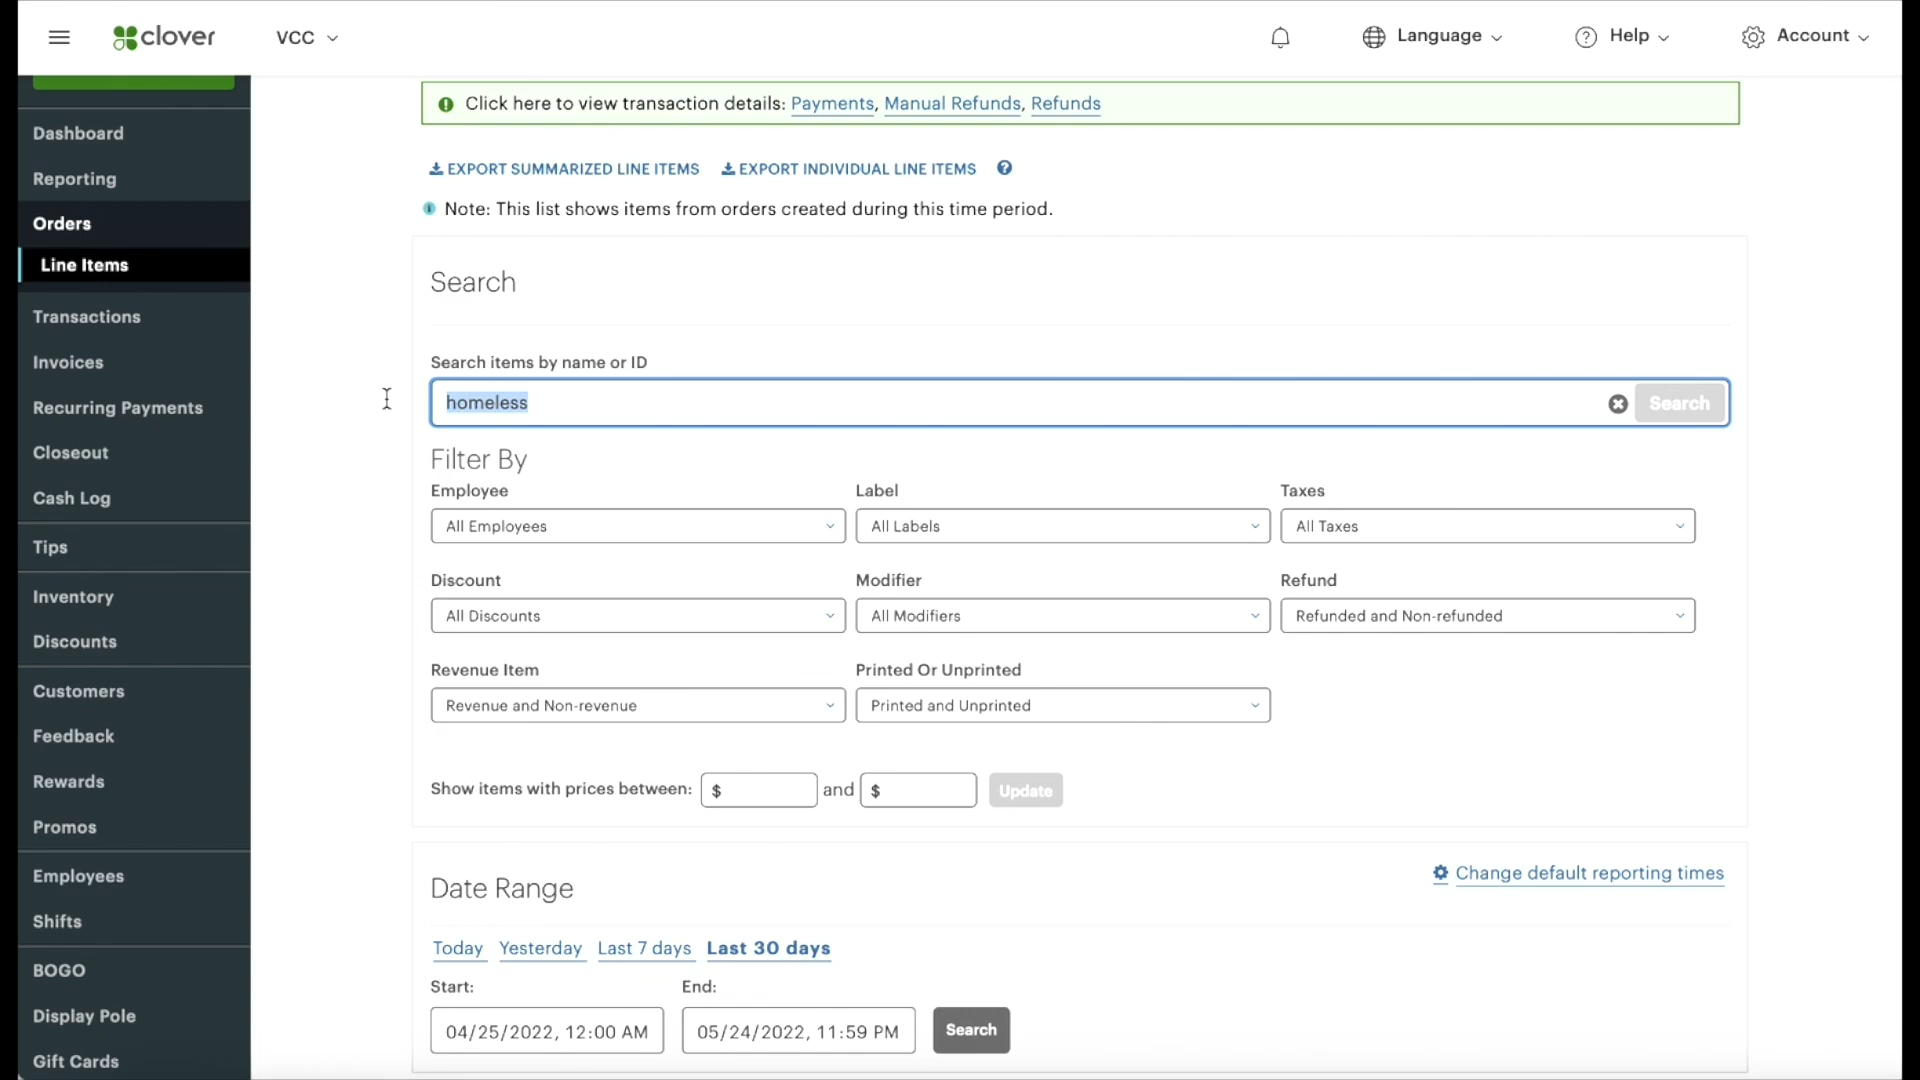 clover
VCC
Language
Help
Account
Dashboard
Reporting
Orders
Line Items
Transactions
Invoices
Recurring Payments
Closeout
Cash Log
Tips
Inventory
Discounts
Customers
Feedback
Rewards
Promos
Employees
Shifts
BOGO
Display Pole
Gift Cards
Click here to view transaction details: Payments, Manual Refunds, Refunds
EXPORT SUMMARIZED LINE ITEMS EXPORT INDIVIDUAL LINE ITEMS
Note: This list shows items from orders created during this time period.
Search
Search items by name or ID
homeless Search
Filter By
Employee Label Taxes
All Employees All Labels All Taxes
Discount Modifier Refund
All Discounts All Modifiers Refunded and Non-refunded
Revenue Item Printed Or Unprinted
Revenue and Non-revenue Printed and Unprinted
Show items with prices between: $ and $ Update
Date Range Change default reporting times
Today Yesterday Last 7 days Last 30 days
Start: End:
04/25/2022, 12:00 AM 05/24/2022, 11:59 PM Search